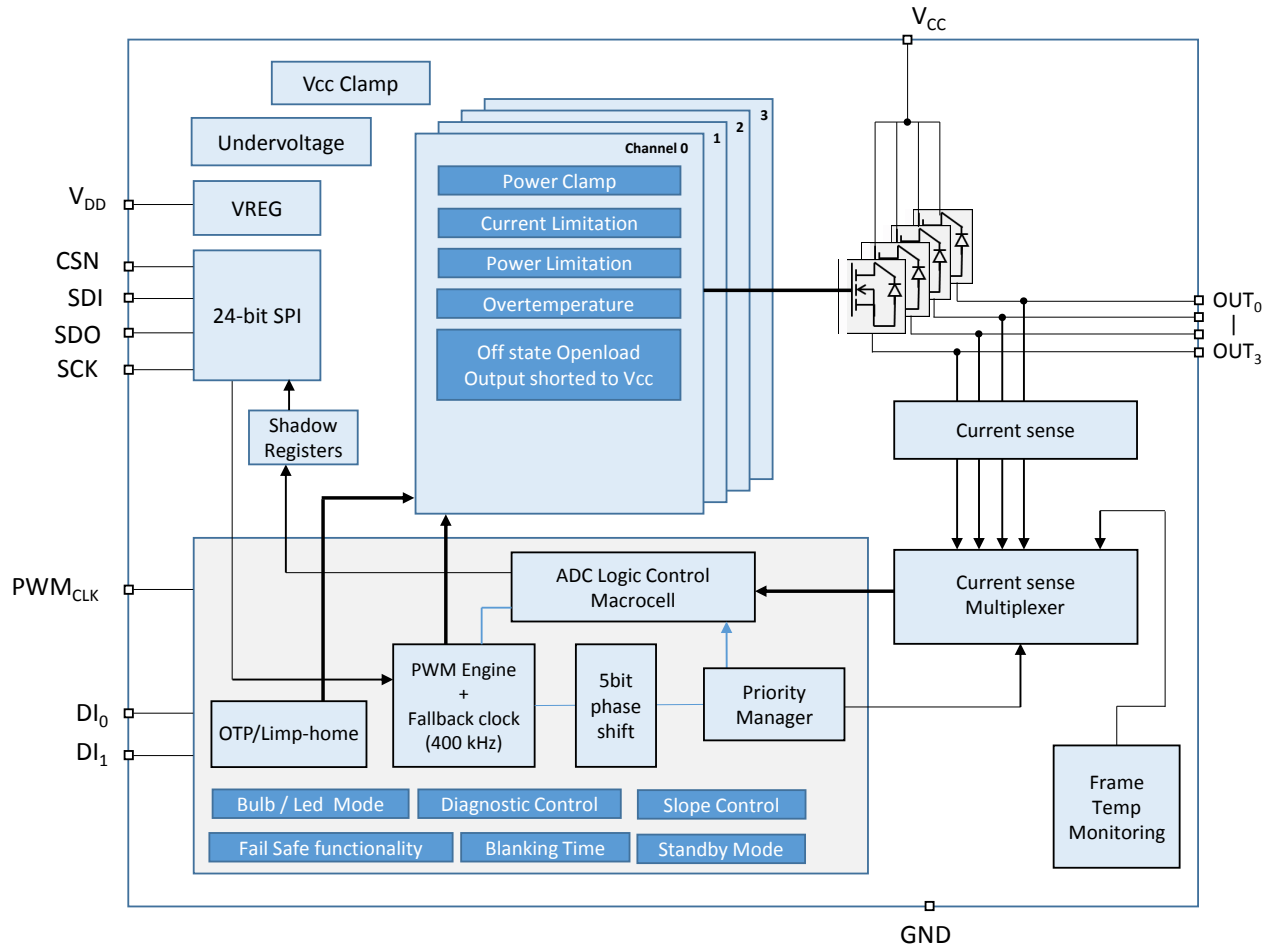 VCC
Vcc Clamp
Undervoltage
3
2
1
Channel 0
Power Clamp
VDD
VREG
Current Limitation
CSN
Power Limitation
SDI
24-bit SPI
Overtemperature
OUT0
|
SDO
OUT3
Off state Openload
Output shorted to Vcc
SCK
Shadow
Registers
Current sense
PWMCLK
ADC Logic Control
Macrocell
Current sense
Multiplexer
PWM Engine
+
Fallback clock
(400 kHz)
5bit
phase
shift
Priority
Manager
DI0
DI1
OTP/Limp-home
Frame
Temp
Monitoring
Bulb / Led Mode
Diagnostic Control
Slope Control
Fail Safe functionality
Blanking Time
Standby Mode
GND